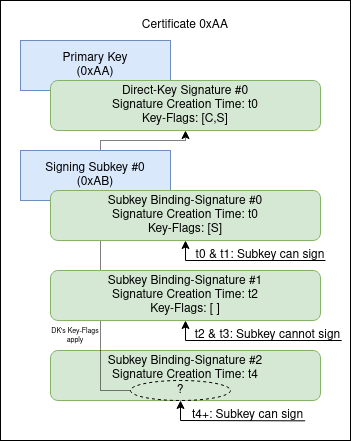 Certificate 0xAA
Primary Key
(0xAA)
Direct-Key Signature #0
Signature Creation Time: t0
Key-Flags: [C,S]
Signing Subkey #0
(0xAB)
Subkey Binding-Signature #0
Signature Creation Time: t0
Key-Flags: [S]
t0 & t1: Subkey can sign
Subkey Binding-Signature #1
Signature Creation Time: t2
Key-Flags: [ ]
t2 & t3: Subkey cannot sign
DK's Key-Flags
apply
Subkey Binding-Signature #2
Signature Creation Time: t4
?
t4+: Subkey can sign